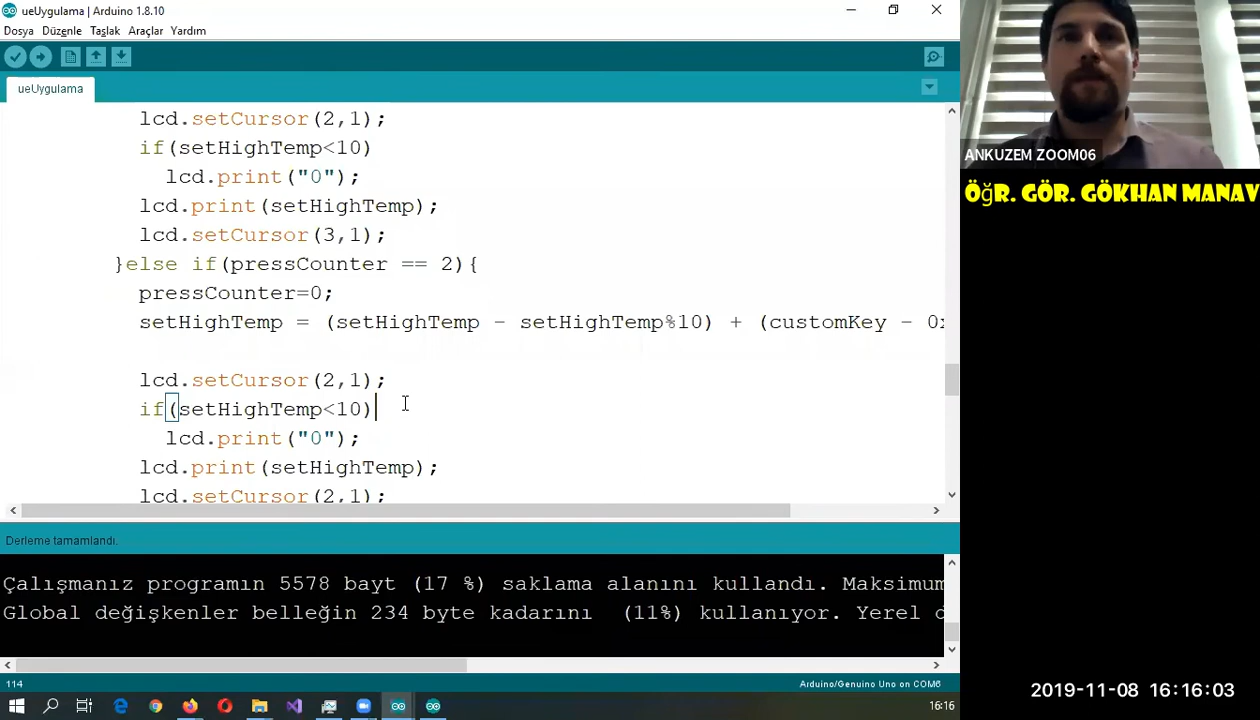 ueUygulama | Arduino 1.8.10
Dosya Düzenle Taslak Araçlar Yardım
ueUygulama
lcd.setCursor(2,1);
if(setHighTemp<10)
lcd.print("0");
lcd.print(setHighTemp);
lcd.setCursor(3,1);
}else if(pressCounter == 2){
pressCounter=0;
setHighTemp = (setHighTemp - setHighTemp%10) + (customKey - 0x
lcd.setCursor(2,1);
if(setHighTemp<10)
lcd.print("0");
lcd.print(setHighTemp);
lcd.setCursor(2,1);
Derleme tamamlandı.
Çalışmanız programın 5578 bayt (17 %) saklama alanını kullandı. Maksimum
Global değişkenler belleğin 234 byte kadarını (11%) kullanıyor. Yerel d
114
Arduino/Genuino Uno on COM6
16:16
ANKUZEM ZOOM06
ÖĞR. GÖR. GÖKHAN MANAV
2019-11-08 16:16:03